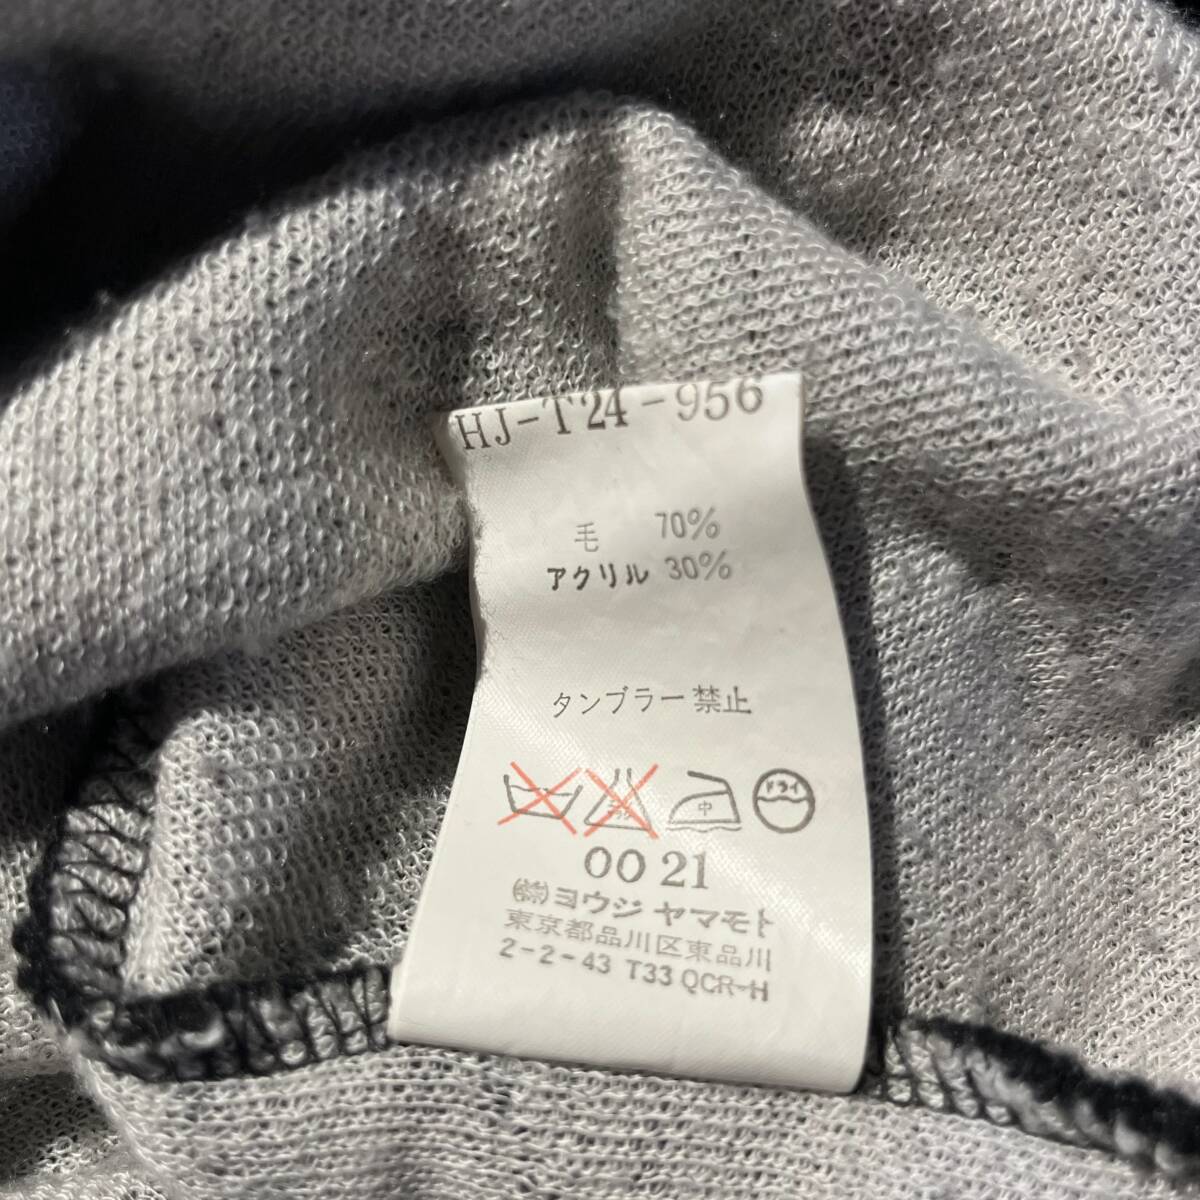 HJ-T24-956
毛 70%
アクリル 30%
タンブラー禁止
中 ドライ
00 21
㈱ヨウジ ヤマモト
東京都品川区東品川
2-2-43 T33 QCR-H